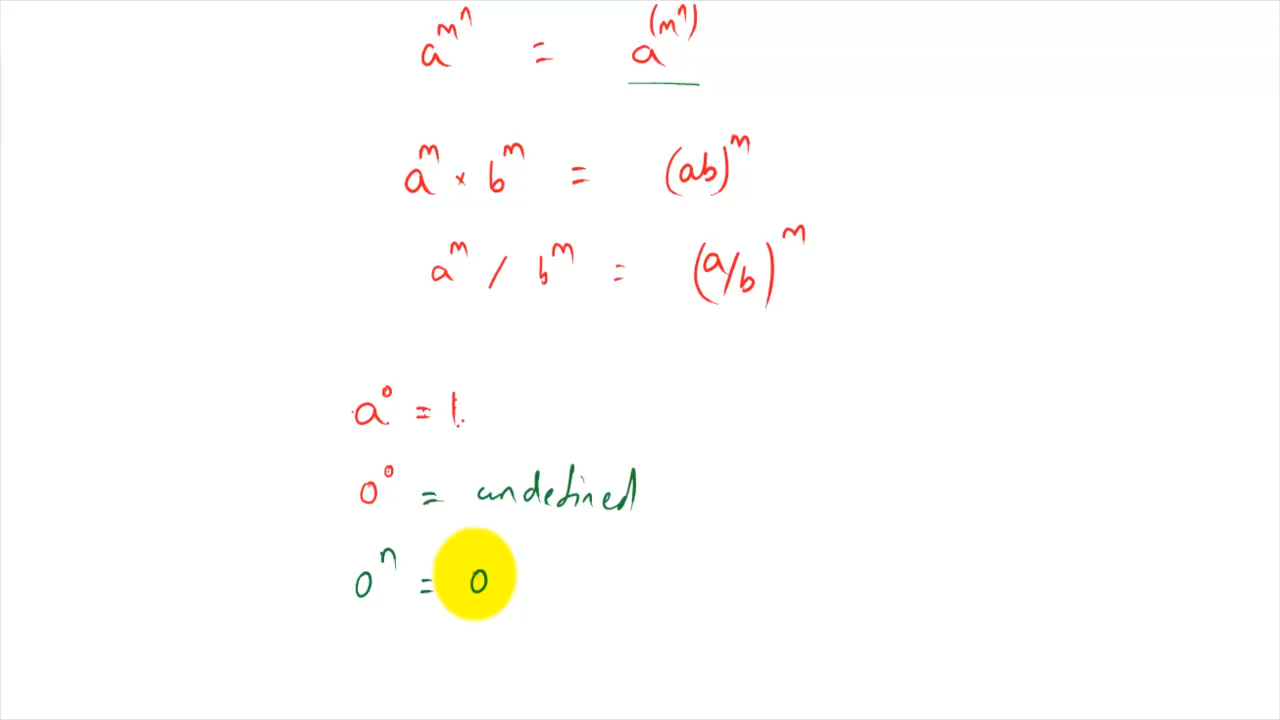 a^m^n = a^(m^n)
a^m × b^m = (ab)^m
a^m / b^m = (a/b)^m
a^0 = 1.
0^0 = undefined
0^n = 0